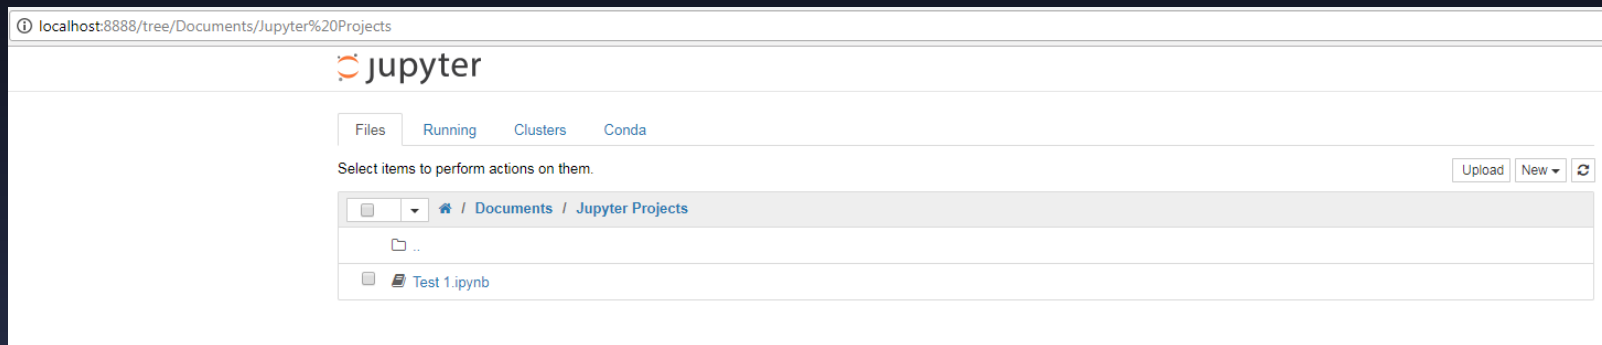 localhost:8888/tree/Documents/Jupyter%20Projects
jupyter
Files Running Clusters Conda
Select items to perform actions on them. Upload New
/ Documents / Jupyter Projects
..
Test 1.ipynb